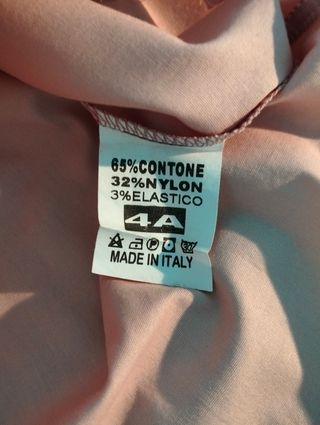 65%CONTONE
32%NYLON
3%ELASTICO
4A
MADE IN ITALY